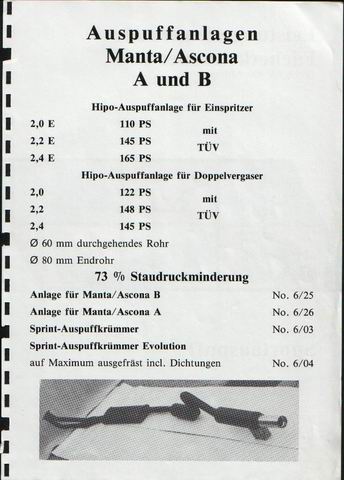 Auspuffanlagen
Manta/Ascona
A und B
Hipo-Auspuffanlage für Einspritzer
2,0 E 110 PS mit
2,2 E 145 PS TÜV
2,4 E 165 PS
Hipo-Auspuffanlage für Doppelvergaser
2,0 122 PS mit
2,2 148 PS TÜV
2,4 145 PS
Ø 60 mm durchgehendes Rohr
Ø 80 mm Endrohr
73 % Staudruckminderung
Anlage für Manta/Ascona B No. 6/25
Anlage für Manta/Ascona A No. 6/26
Sprint-Auspuffkrümmer No. 6/03
Sprint-Auspuffkrümmer Evolution
auf Maximum ausgefräst incl. Dichtungen No. 6/04